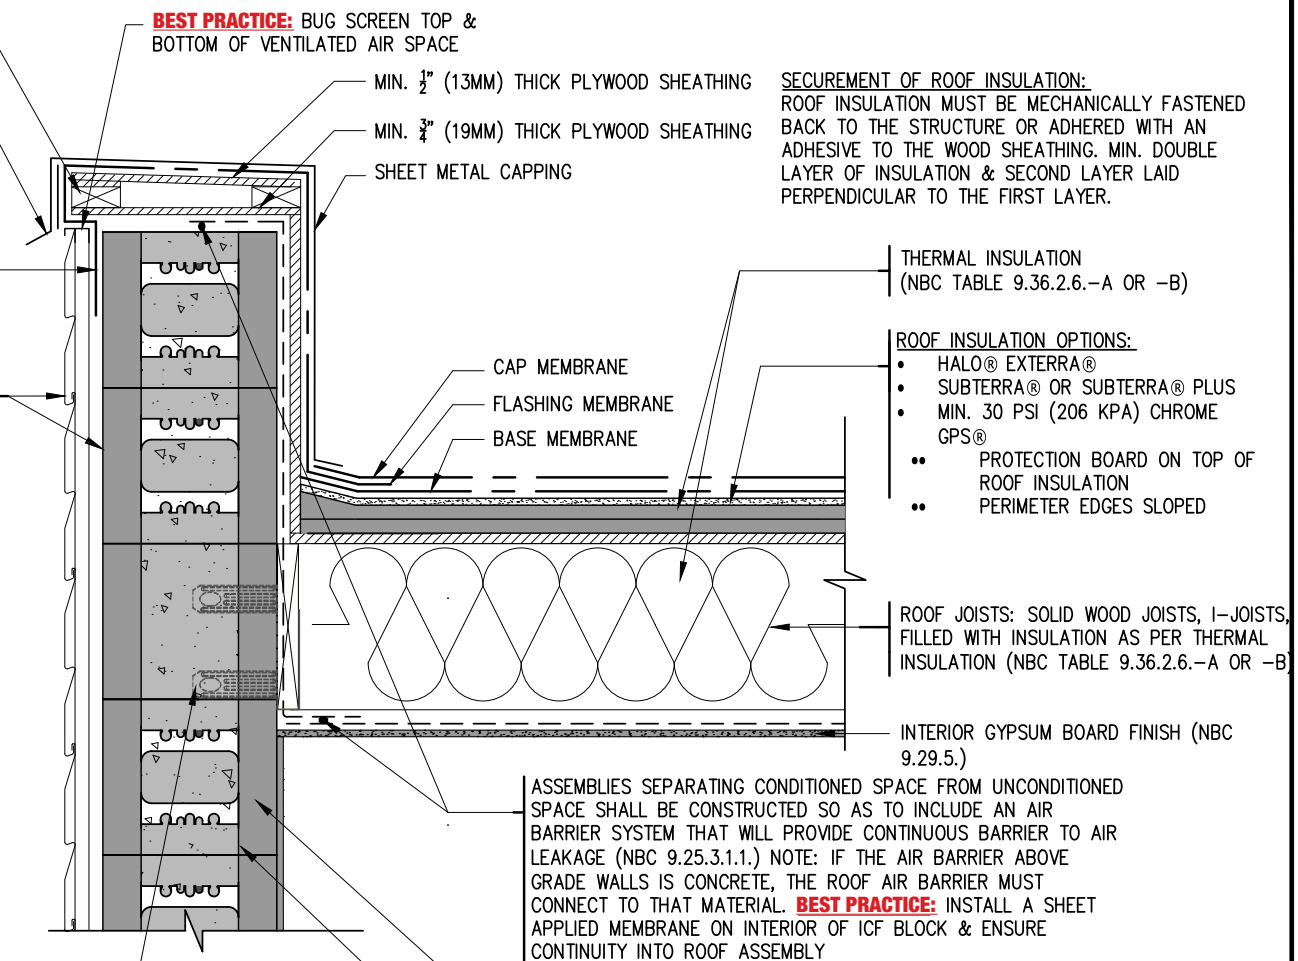 BEST PRACTICE: BUG SCREEN TOP &
BOTTOM OF VENTILATED AIR SPACE
MIN. ½" (13MM) THICK PLYWOOD SHEATHING
MIN. ¾" (19MM) THICK PLYWOOD SHEATHING
SHEET METAL CAPPING
SECUREMENT OF ROOF INSULATION:
ROOF INSULATION MUST BE MECHANICALLY FASTENED
BACK TO THE STRUCTURE OR ADHERED WITH AN
ADHESIVE TO THE WOOD SHEATHING. MIN. DOUBLE
LAYER OF INSULATION & SECOND LAYER LAID
PERPENDICULAR TO THE FIRST LAYER.
THERMAL INSULATION
(NBC TABLE 9.36.2.6.-A OR -B)
ROOF INSULATION OPTIONS:
• HALO® EXTERRA®
• SUBTERRA® OR SUBTERRA® PLUS
• MIN. 30 PSI (206 KPA) CHROME
GPS®
•• PROTECTION BOARD ON TOP OF
ROOF INSULATION
•• PERIMETER EDGES SLOPED
CAP MEMBRANE
FLASHING MEMBRANE
BASE MEMBRANE
ROOF JOISTS: SOLID WOOD JOISTS, I-JOISTS,
FILLED WITH INSULATION AS PER THERMAL
INSULATION (NBC TABLE 9.36.2.6.-A OR -B)
INTERIOR GYPSUM BOARD FINISH (NBC
9.29.5.)
ASSEMBLIES SEPARATING CONDITIONED SPACE FROM UNCONDITIONED
SPACE SHALL BE CONSTRUCTED SO AS TO INCLUDE AN AIR
BARRIER SYSTEM THAT WILL PROVIDE CONTINUOUS BARRIER TO AIR
LEAKAGE (NBC 9.25.3.1.1.) NOTE: IF THE AIR BARRIER ABOVE
GRADE WALLS IS CONCRETE, THE ROOF AIR BARRIER MUST
CONNECT TO THAT MATERIAL. BEST PRACTICE: INSTALL A SHEET
APPLIED MEMBRANE ON INTERIOR OF ICF BLOCK & ENSURE
CONTINUITY INTO ROOF ASSEMBLY